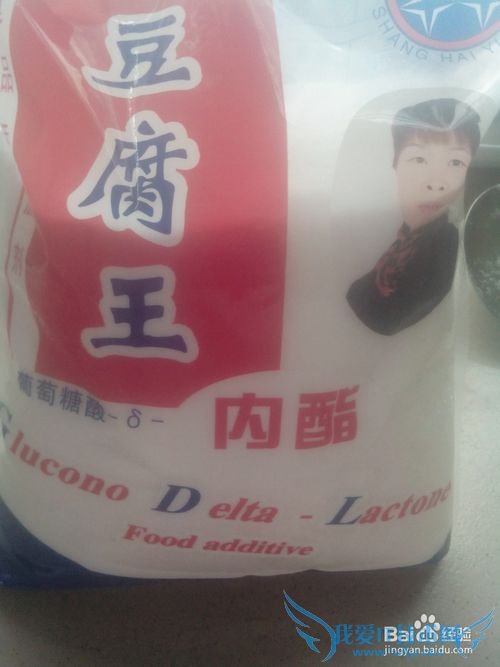 SHANG HAI
品
豆
腐
王
葡萄糖酸-δ-
内酯
Glucono Delta - Lactone
Food additive
Baidu经验
jingyan.baidu.com